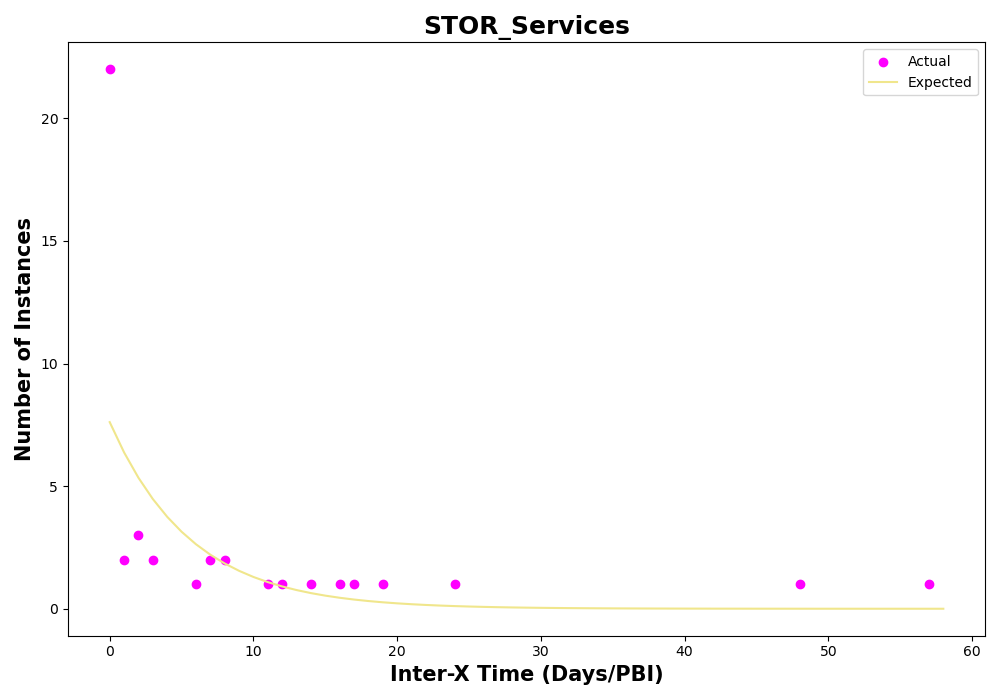 STOR_Services
Actual
Expected
Number of Instances
20
15
10
5
0
0 10 20 30 40 50 60
Inter-X Time (Days/PBI)